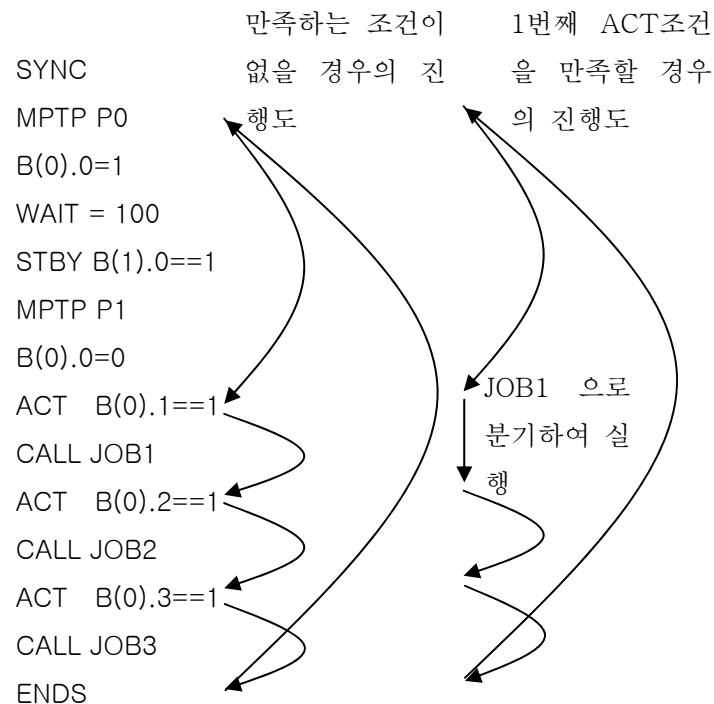 만족하는 조건이
없을 경우의 진
행도
1번째 ACT조건
을 만족할 경우
의 진행도
SYNC
MPTP P0
B(0).0=1
WAIT = 100
STBY B(1).0==1
MPTP P1
B(0).0=0
ACT B(0).1==1
CALL JOB1
ACT B(0).2==1
CALL JOB2
ACT B(0).3==1
CALL JOB3
ENDS
JOB1 으로
분기하여 실
행